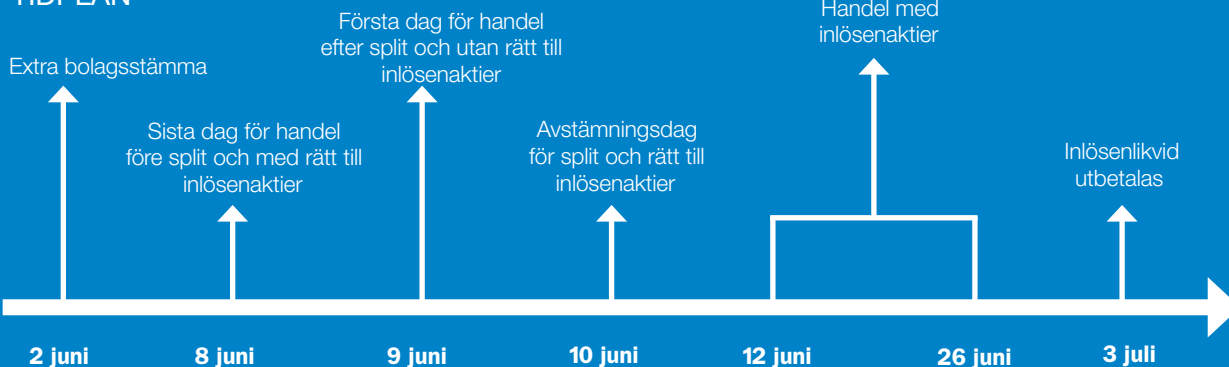 TIDPLAN
Extra bolagsstämma
Sista dag för handel
före split och med rätt till
inlösenaktier
Första dag för handel
efter split och utan rätt till
inlösenaktier
Avstämningsdag
för split och rätt till
inlösenaktier
Handel med
inlösenaktier
Inlösenlikvid
utbetalas
2 juni
8 juni
9 juni
10 juni
12 juni
26 juni
3 juli